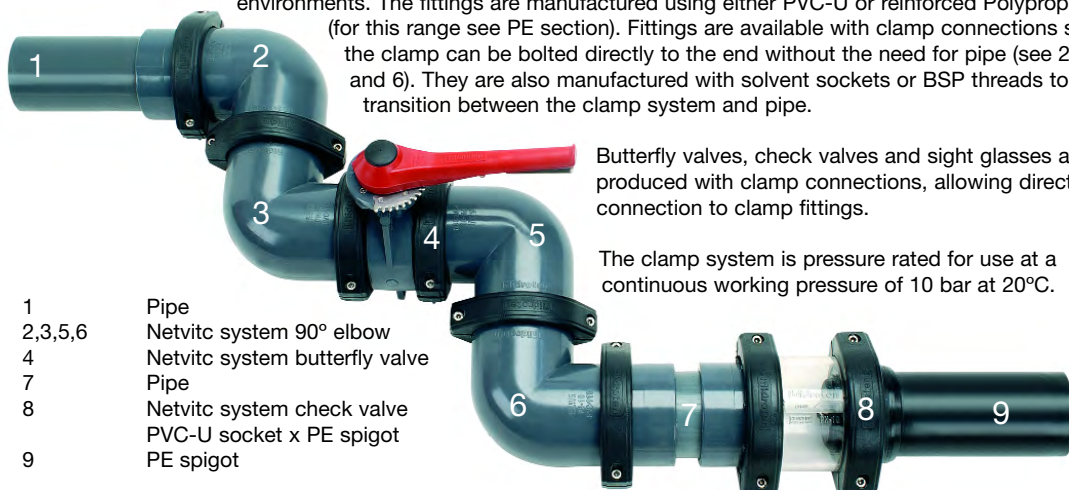 environments. The fittings are manufactured using either PVC-U or reinforced Polyprop
(for this range see PE section). Fittings are available with clamp connections s
the clamp can be bolted directly to the end without the need for pipe (see 2
and 6). They are also manufactured with solvent sockets or BSP threads to
transition between the clamp system and pipe.
Butterfly valves, check valves and sight glasses a
produced with clamp connections, allowing direct
connection to clamp fittings.
The clamp system is pressure rated for use at a
continuous working pressure of 10 bar at 20ºC.
1
2
3
4
5
6
7
8
9
1 Pipe
2,3,5,6 Netvitc system 90º elbow
4 Netvitc system butterfly valve
7 Pipe
8 Netvitc system check valve
PVC-U socket x PE spigot
9 PE spigot